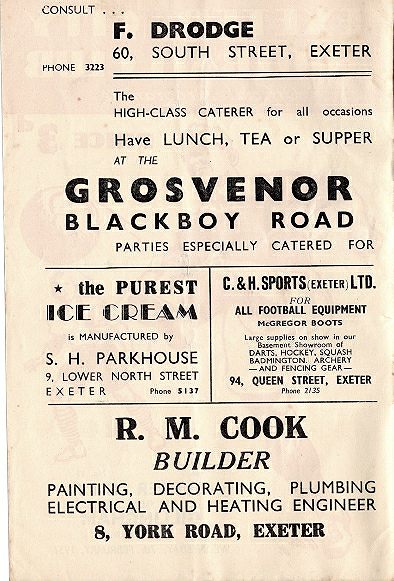 CONSULT . . .
F. DRODGE
60, SOUTH STREET, EXETER
PHONE 3223
The
HIGH-CLASS CATERER for all occasions
Have LUNCH, TEA or SUPPER
AT THE
GROSVENOR
BLACKBOY ROAD
PARTIES ESPECIALLY CATERED FOR
★ the PUREST
ICE CREAM
is MANUFACTURED by
S. H. PARKHOUSE
9, LOWER NORTH STREET
EXETER Phone 5137
C. & H. SPORTS (EXETER) LTD.
FOR
ALL FOOTBALL EQUIPMENT
McGREGOR BOOTS
Large supplies on show in our
Basement Showroom of
DARTS, HOCKEY, SQUASH
BADMINGTON, ARCHERY
—AND FENCING GEAR—
94, QUEEN STREET, EXETER
Phone 2135
R. M. COOK
BUILDER
PAINTING, DECORATING, PLUMBING
ELECTRICAL AND HEATING ENGINEER
8, YORK ROAD, EXETER